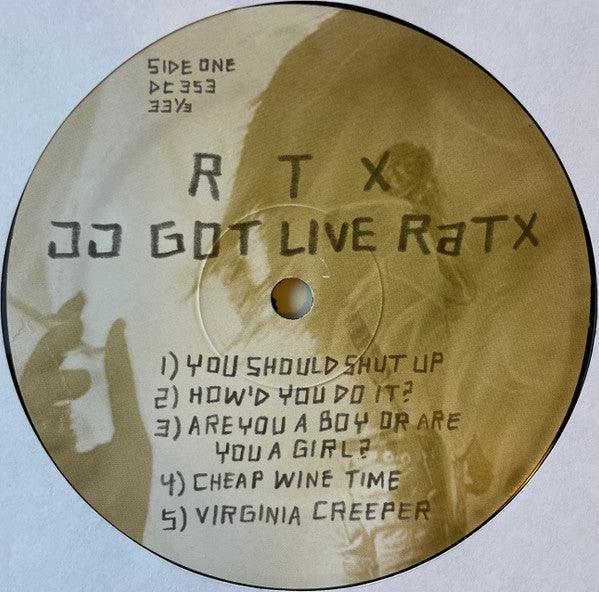 SIDE ONE
DC 353
33⅓
R T X
JJ GOT LIVE RaTX
1) YOU SHOULD SHUT UP
2) HOW'D YOU DO IT?
3) ARE YOU A BOY OR ARE
YOU A GIRL?
4) CHEAP WINE TIME
5) VIRGINIA CREEPER